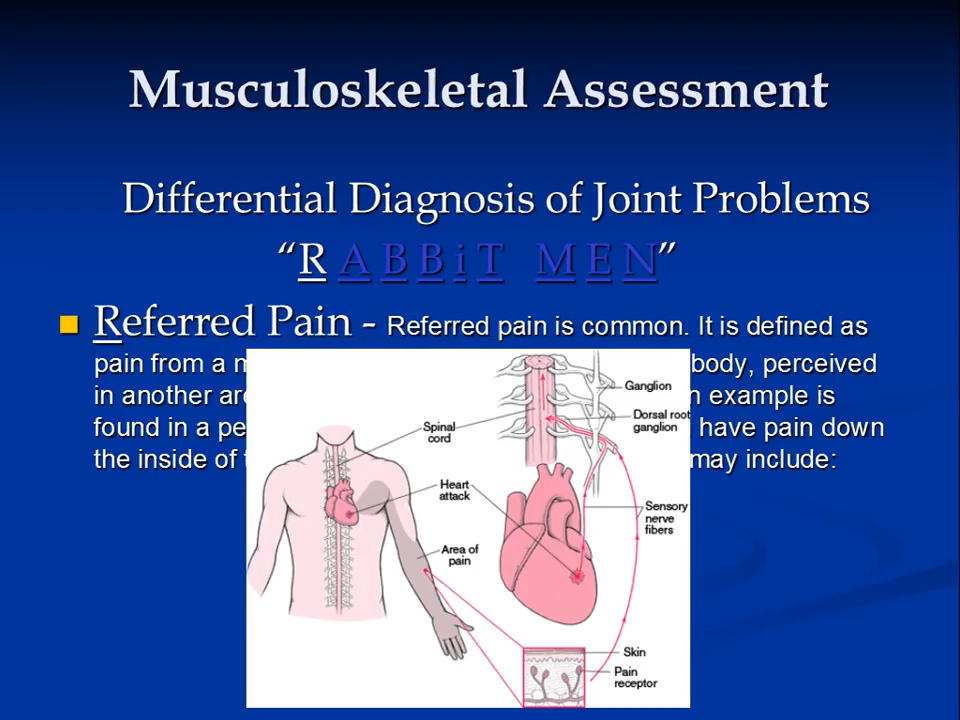 Musculoskeletal Assessment
Differential Diagnosis of Joint Problems
“R A B B i T M E N”
Referred Pain - Referred pain is common. It is defined as
pain from a body, perceived
in another example is
found in a have pain down
the inside of may include:
Ganglion
Dorsal root
ganglion
Spinal
cord
Heart
attack
Sensory
nerve
fibers
Area of
pain
Skin
Pain
receptor